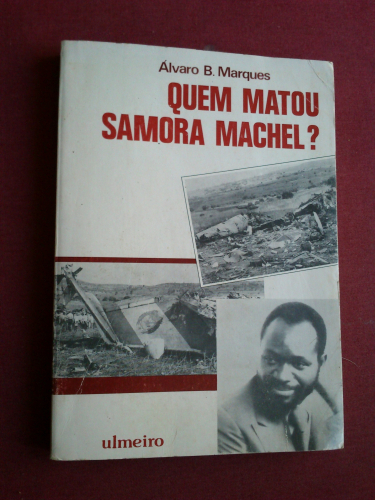 Álvaro B. Marques
QUEM MATOU
SAMORA MACHEL?
ulmeiro